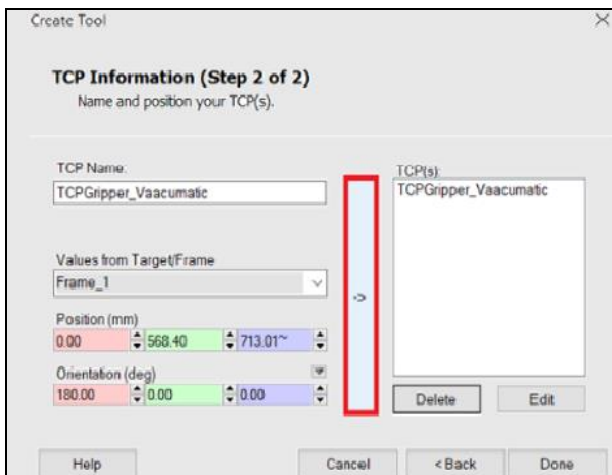 Create Tool
TCP Information (Step 2 of 2)
Name and position your TCP(s).
TCP Name:
TCPGripper_Vaacumatic
Values from Target/Frame
Frame_1
Position (mm)
0.00 568.40 713.01~
Orientation (deg)
180.00 0.00 0.00
->
TCP(s):
TCPGripper_Vaacumatic
Delete Edit
Help Cancel < Back Done